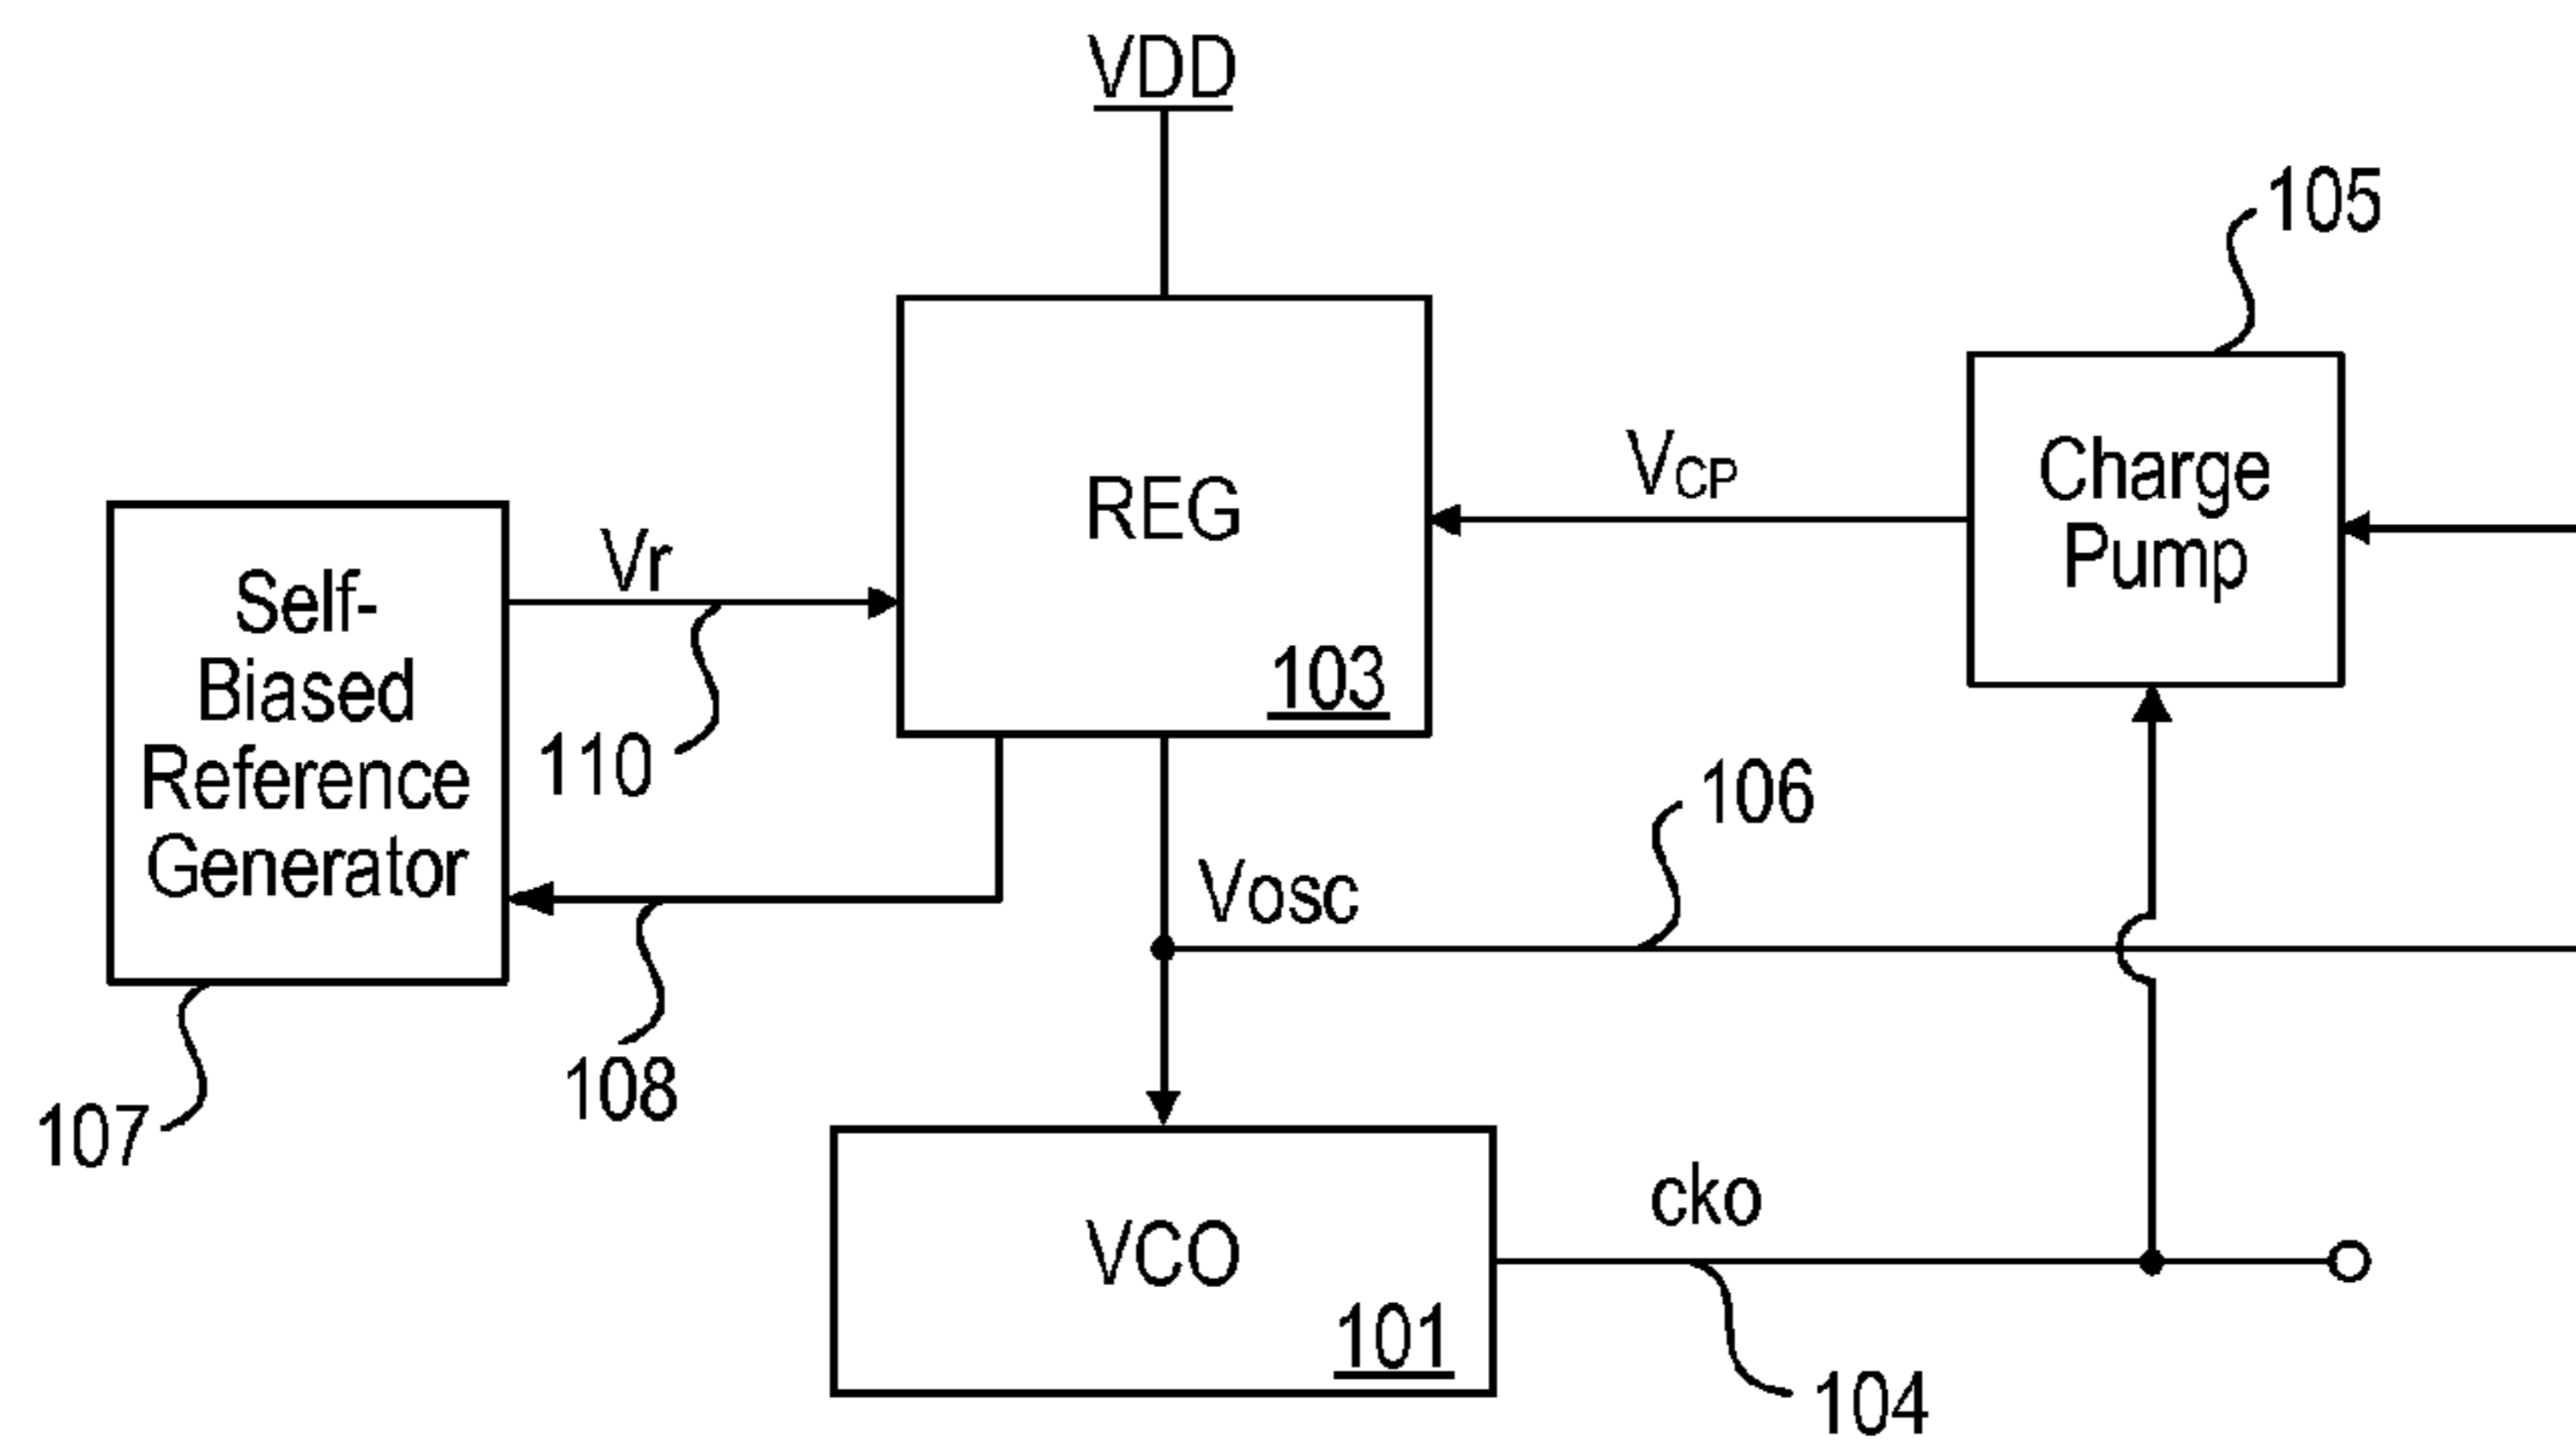 VDD
105
REG
V_CP
Charge
Pump
Vr
Self-
Biased
Reference
Generator
103
110
106
Vosc
108
107
cko
VCO
101
104